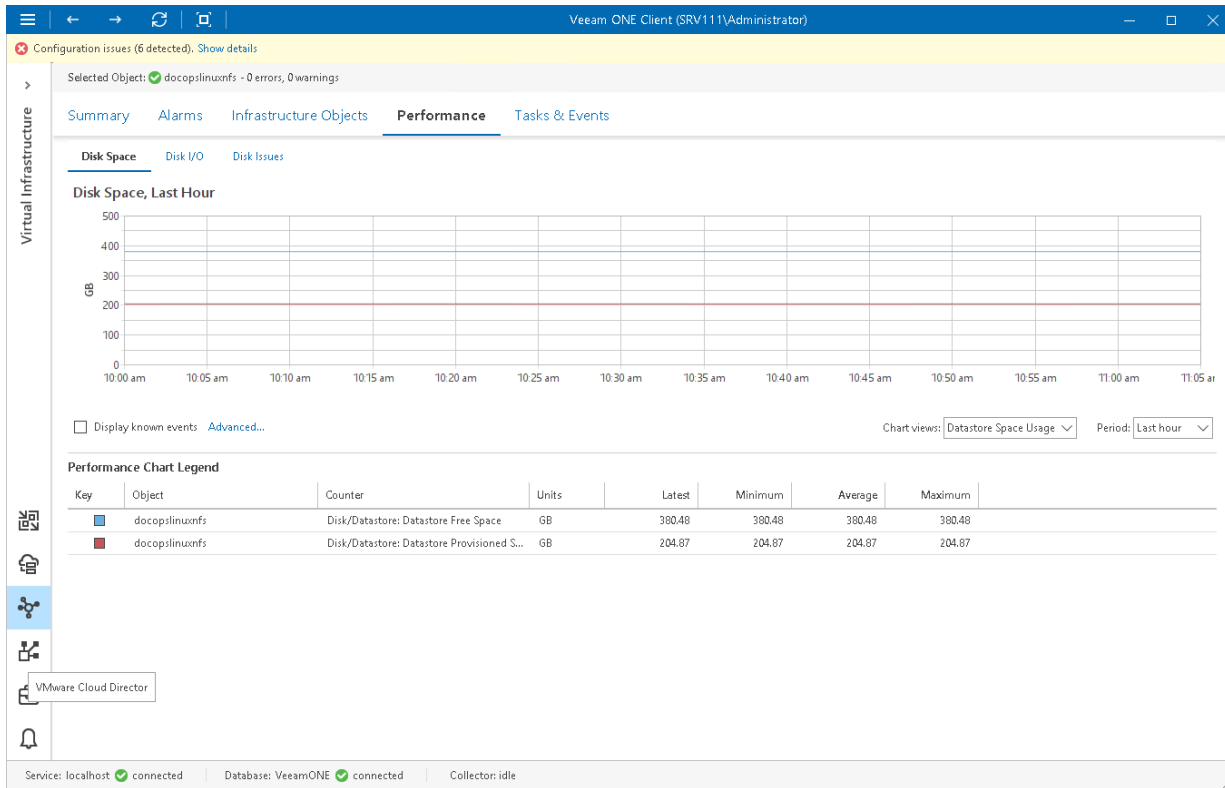 Veeam ONE Client (SRV111\Administrator)
Configuration issues (6 detected). Show details
Selected Object: docopslinuxnfs - 0 errors, 0 warnings
Virtual Infrastructure
Summary Alarms Infrastructure Objects Performance Tasks & Events
Disk Space Disk I/O Disk Issues
Disk Space, Last Hour
GB
500
400
300
200
100
0
10:00 am 10:05 am 10:10 am 10:15 am 10:20 am 10:25 am 10:30 am 10:35 am 10:40 am 10:45 am 10:50 am 10:55 am 11:00 am 11:05 ar
Display known events Advanced... Chart views: Datastore Space Usage Period: Last hour
Performance Chart Legend
Key Object Counter Units Latest Minimum Average Maximum
docopslinuxnfs Disk/Datastore: Datastore Free Space GB 380.48 380.48 380.48 380.48
docopslinuxnfs Disk/Datastore: Datastore Provisioned S... GB 204.87 204.87 204.87 204.87
VMware Cloud Director
Service: localhost connected Database: VeeamONE connected Collector: idle